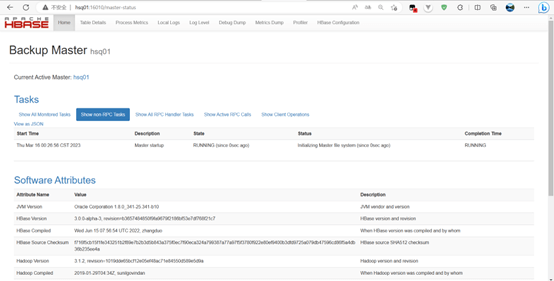 不安全 | hsq01:16010/master-status
APACHE
HBASE
Home Table Details Process Metrics Local Logs Log Level Debug Dump Metrics Dump Profiler HBase Configuration
Backup Master hsq01
Current Active Master: hsq01
Tasks
Show All Monitored Tasks Show non-RPC Tasks Show All RPC Handler Tasks Show Active RPC Calls Show Client Operations
View as JSON
Start Time Description State Status Completion Time
Thu Mar 16 CST 2023 Master startup RUNNING (since 0sec ago) Initializing Master file system (since 0sec ago) RUNNING
Software Attributes
Attribute Name Value Description
JVM Version Oracle Corporation 1.8.0_341-25.341-b10 JVM vendor and version
HBase Version 3.0.0-alpha-3, HBase version and revision
HBase Compiled Wed Jun 15 07:56:54 UTC 2022, zhangduo When HBase version was compiled and by whom
HBase Source Checksum HBase source SHA512 checksum
Hadoop Version 3.1.2, Hadoop version and revision
Hadoop Compiled 2019-01-29T04:34Z, sunilgovindan When Hadoop version was compiled and by whom